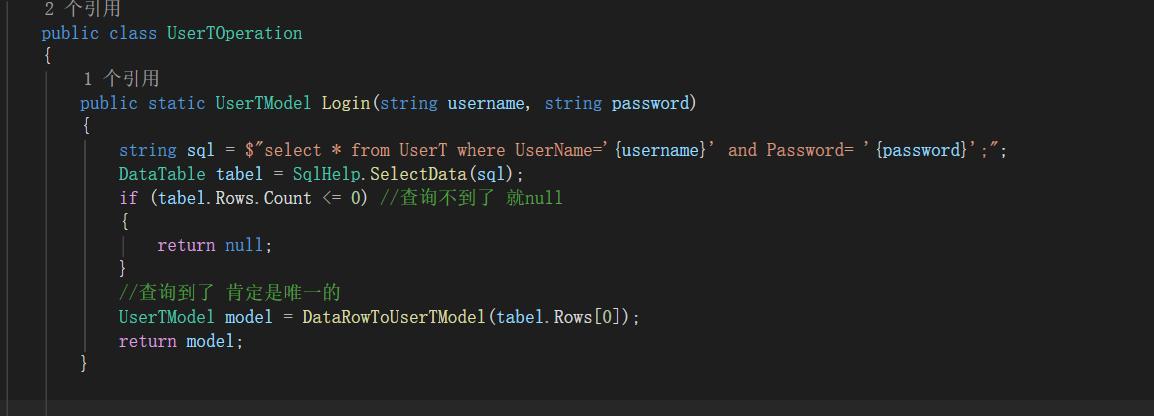 2 个引用
public class UserTOperation
{
1 个引用
public static UserTModel Login(string username, string password)
{
string sql = $"select * from UserT where UserName='{username}' and Password= '{password}';";
DataTable tabel = SqlHelp.SelectData(sql);
if (tabel.Rows.Count <= 0) //查询不到了 就null
{
return null;
}
//查询到了 肯定是唯一的
UserTModel model = DataRowToUserTModel(tabel.Rows[0]);
return model;
}